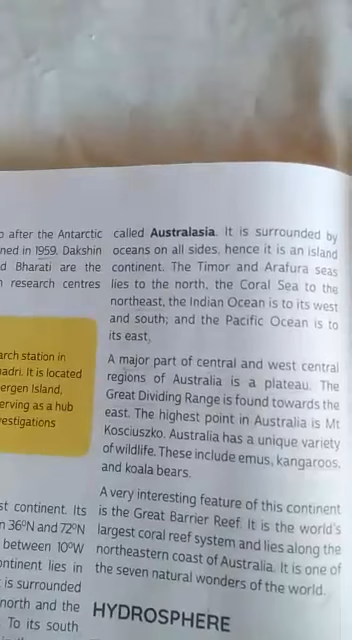 o after the Antarctic
ned in 1959. Dakshin
d Bharati are the
n research centres
arch station in
adri. It is located
ergen Island,
erving as a hub
vestigations
st continent. Its
n 36°N and 72°N
between 10°W
ontinent lies in
is surrounded
north and the
To its south
called Australasia. It is surrounded by
oceans on all sides, hence it is an island
continent. The Timor and Arafura seas
lies to the north, the Coral Sea to the
northeast, the Indian Ocean is to its west
and south; and the Pacific Ocean is to
its east.
A major part of central and west central
regions of Australia is a plateau. The
Great Dividing Range is found towards the
east. The highest point in Australia is Mt
Kosciuszko. Australia has a unique variety
of wildlife. These include emus, kangaroos,
and koala bears.
A very interesting feature of this continent
is the Great Barrier Reef. It is the world's
largest coral reef system and lies along the
northeastern coast of Australia. It is one of
the seven natural wonders of the world.
HYDROSPHERE